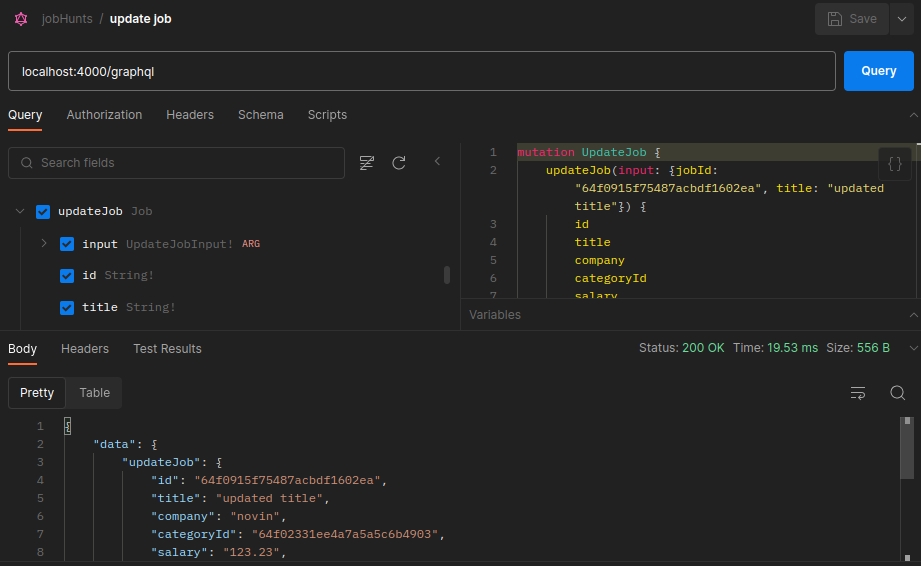 jobHunts / update job
Save
localhost:4000/graphql
Query
Query Authorization Headers Schema Scripts
Search fields
updateJob Job
input UpdateJobInput! ARG
id String!
title String!
1 mutation UpdateJob {
2 updateJob(input: {jobId:
"64f0915f75487acbdf1602ea", title: "updated
title"}) {
3 id
4 title
5 company
6 categoryId
7 salary
{}
Variables
Body Headers Test Results
Status: 200 OK Time: 19.53 ms Size: 556 B
Pretty Table
1 {
2 "data": {
3 "updateJob": {
4 "id": "64f0915f75487acbdf1602ea",
5 "title": "updated title",
6 "company": "novin",
7 "categoryId": "64f02331ee4a7a5a5c6b4903",
8 "salary": "123.23",